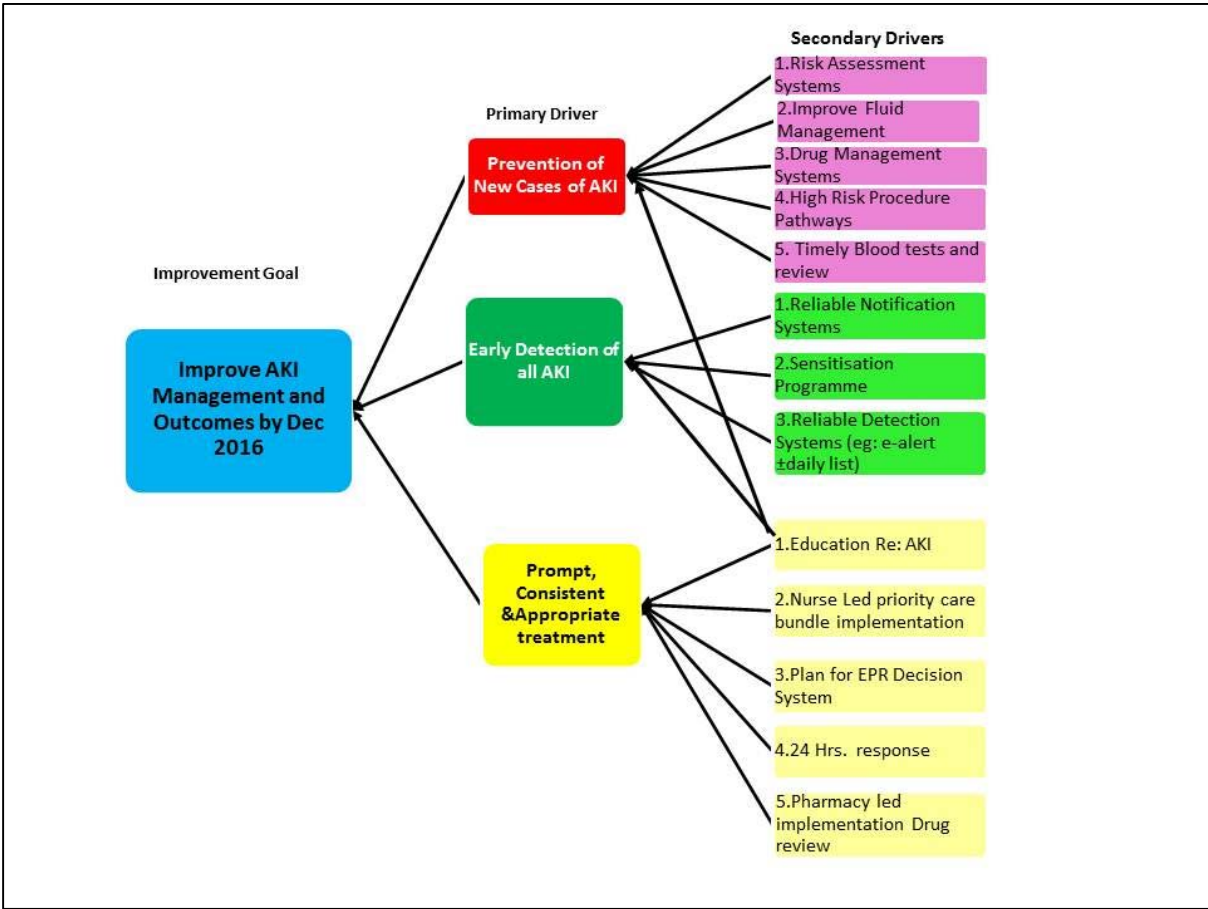 Improvement Goal
Improve AKI
Management and
Outcomes by Dec
2016
Primary Driver
Prevention of
New Cases of AKI
Early Detection of
all AKI
Prompt,
Consistent
&Appropriate
treatment
Secondary Drivers
1.Risk Assessment
Systems
2.Improve Fluid
Management
3.Drug Management
Systems
4.High Risk Procedure
Pathways
5. Timely Blood tests and
review
1.Reliable Notification
Systems
2.Sensitisation
Programme
3.Reliable Detection
Systems (eg: e-alert
±daily list)
1.Education Re: AKI
2.Nurse Led priority care
bundle implementation
3.Plan for EPR Decision
System
4.24 Hrs. response
5.Pharmacy led
implementation Drug
review